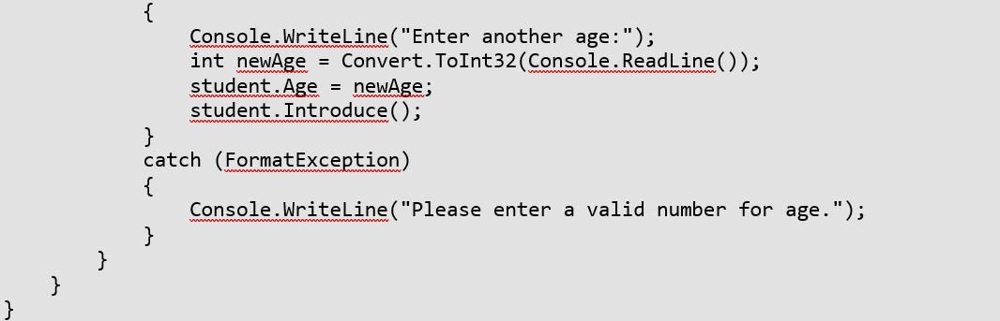 {
Console.WriteLine("Enter another age:");
int newAge = Convert.ToInt32(Console.ReadLine());
student.Age = newAge;
student.Introduce();
}
catch (FormatException)
{
Console.WriteLine("Please enter a valid number for age.");
}
}
}
}